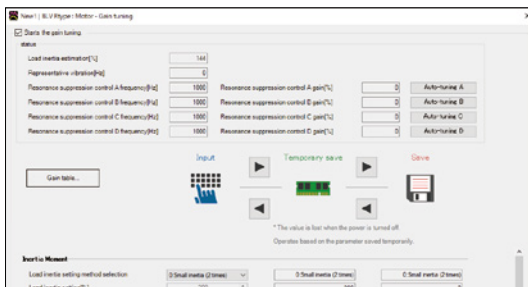 New1 | BLV Rtype : Motor - Gain tuning
Starts the gain tuning
status
Load inertia estimation[%] 144
Representative vibration[Hz] 0
Resonance suppression control A frequency[Hz] 1000 Resonance suppression control A gain[%] 0 Auto-tuning A
Resonance suppression control B frequency[Hz] 1000 Resonance suppression control B gain[%] 0 Auto-tuning B
Resonance suppression control C frequency[Hz] 1000 Resonance suppression control C gain[%] 0 Auto-tuning C
Resonance suppression control D frequency[Hz] 1000 Resonance suppression control D gain[%] 0 Auto-tuning D
Input Temporary save Save
Gain table...
* The value is lost when the power is turned off.
Operates based on the parameter saved temporarily.
Inertia Moment
Load inertia setting method selection 0:Small inertia (2 times) 0:Small inertia (2 times) 0:Small inertia (2 times)